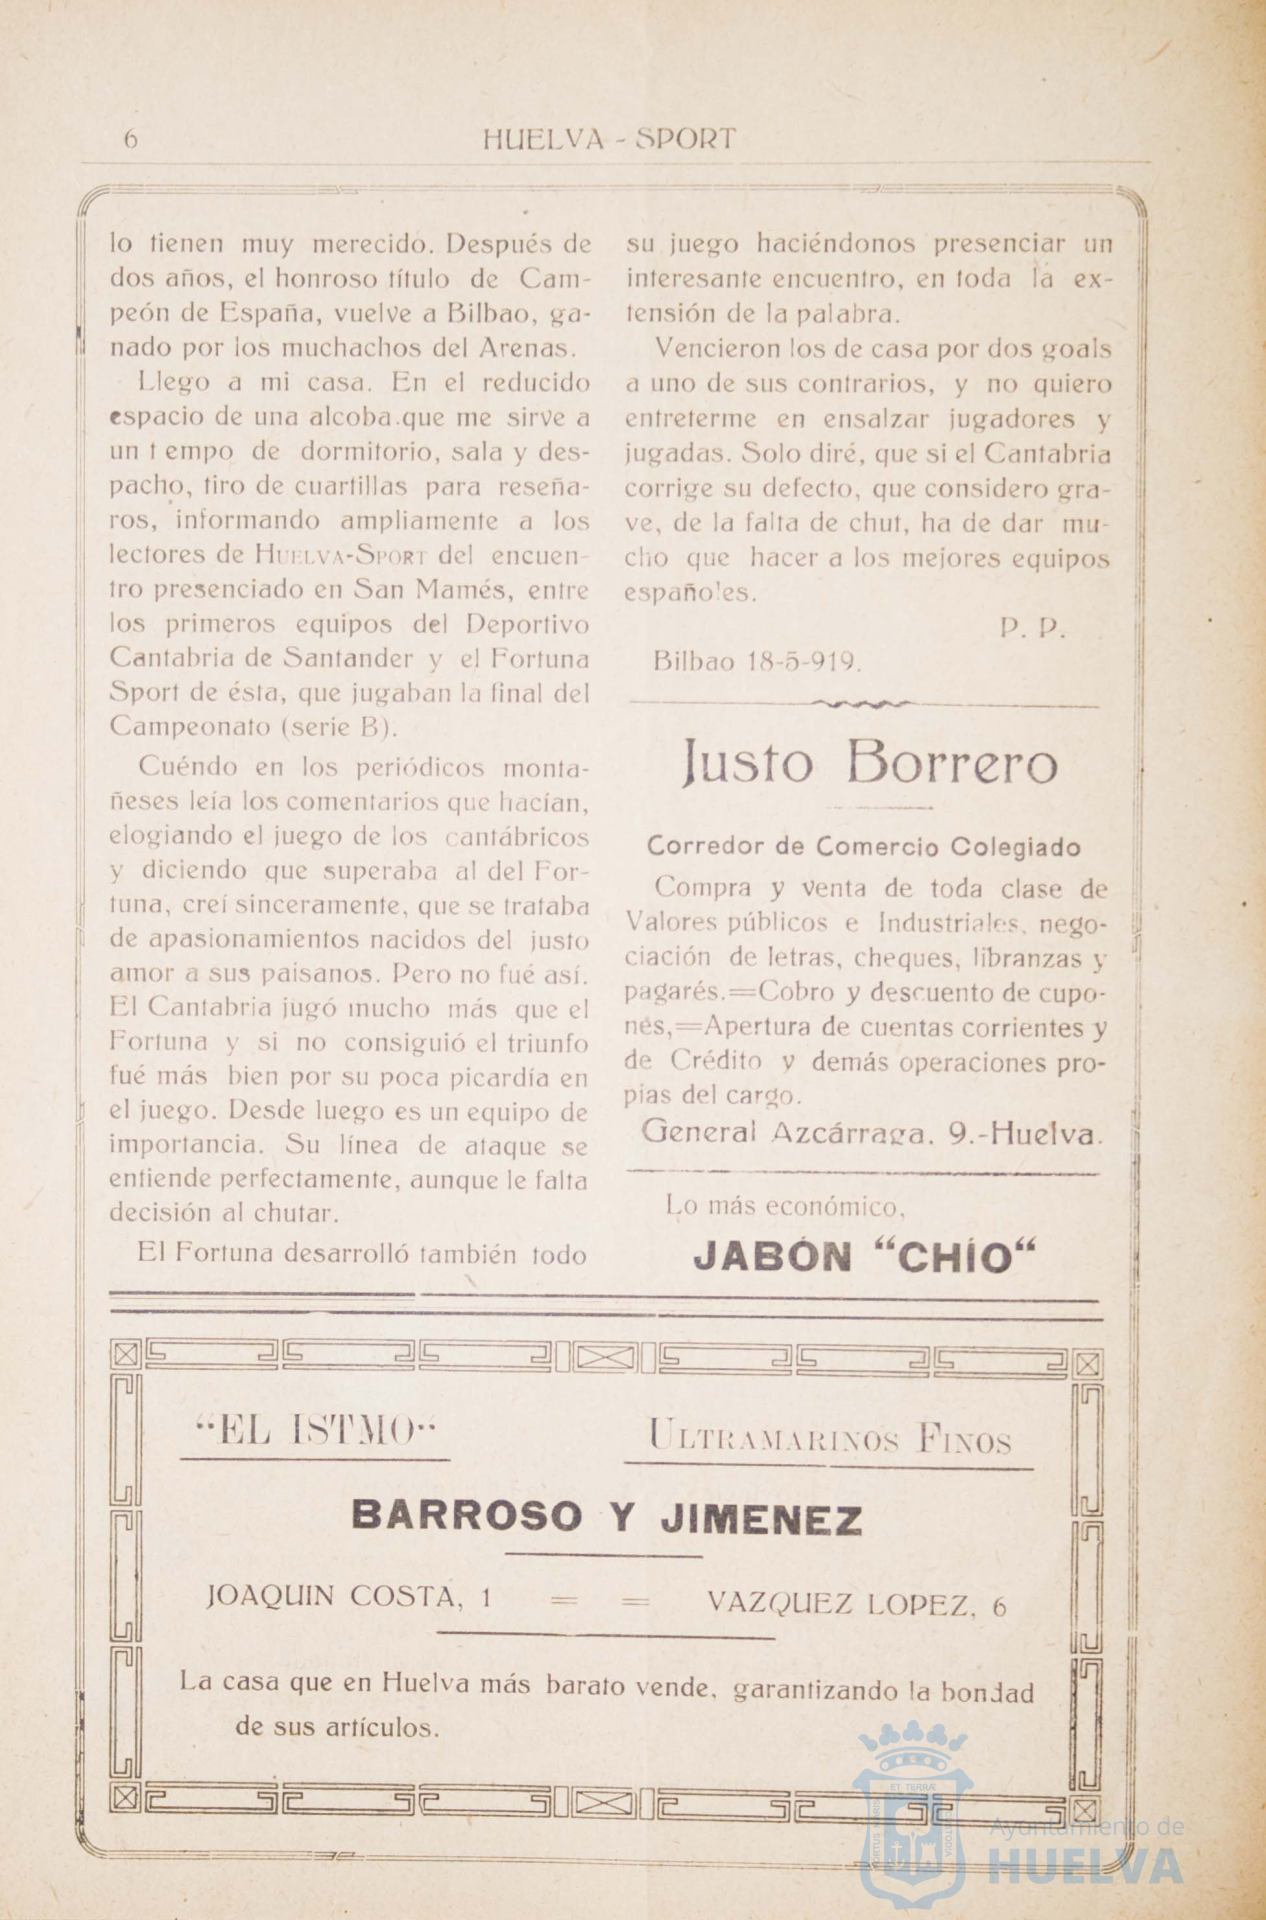 6
HUELVA - SPORT
lo tienen muy merecido. Después de
dos años, el honroso título de Cam-
peón de España, vuelve a Bilbao, ga-
nado por los muchachos del Arenas.
Llego a mi casa. En el reducido
espacio de una alcoba.que me sirve a
un t empo de dormitorio, sala y des-
pacho, tiro de cuartillas para reseña-
ros, informando ampliamente a los
lectores de HUELVA-SPORT del encuen-
tro presenciado en San Mamés, entre
los primeros equipos del Deportivo
Cantabria de Santander y el Fortuna
Sport de ésta, que jugaban la final del
Campeonato (serie B).
Cuéndo en los periódicos monta-
ñeses leía los comentarios que hacían,
elogiando el juego de los cantábricos
y diciendo que superaba al del For-
tuna, creí sinceramente, que se trataba
de apasionamientos nacidos del justo
amor a sus paisanos. Pero no fué así.
El Cantabria jugó mucho más que el
Fortuna y si no consiguió el triunfo
fué más bien por su poca picardía en
el juego. Desde luego es un equipo de
importancia. Su línea de ataque se
entiende perfectamente, aunque le falta
decisión al chutar.
El Fortuna desarrolló también todo
su juego haciéndonos presenciar un
interesante encuentro, en toda la ex-
tensión de la palabra.
Vencieron los de casa por dos goals
a uno de sus contrarios, y no quiero
entreterme en ensalzar jugadores y
jugadas. Solo diré, que si el Cantabria
corrige su defecto, que considero gra-
ve, de la falta de chut, ha de dar mu-
cho que hacer a los mejores equipos
españoles.
P. P.
Bilbao 18-5-919.
Justo Borrero
Corredor de Comercio Colegiado
Compra y venta de toda clase de
Valores públicos e Industriales, nego-
ciación de letras, cheques, libranzas y
pagarés.=Cobro y descuento de cupo-
nes,=Apertura de cuentas corrientes y
de Crédito y demás operaciones pro-
pias del cargo.
General Azcárraga. 9.-Huelva.
Lo más económico,
JABÓN “CHÍO“
“EL ISTMO“
ULTRAMARINOS FINOS
BARROSO Y JIMENEZ
JOAQUIN COSTA, 1 = = VAZQUEZ LOPEZ, 6
La casa que en Huelva más barato vende, garantizando la bondad
de sus artículos.
ET TERRÆ
PORTUS MARIS
CUSTODIA
Ayuntamiento de
HUELVA